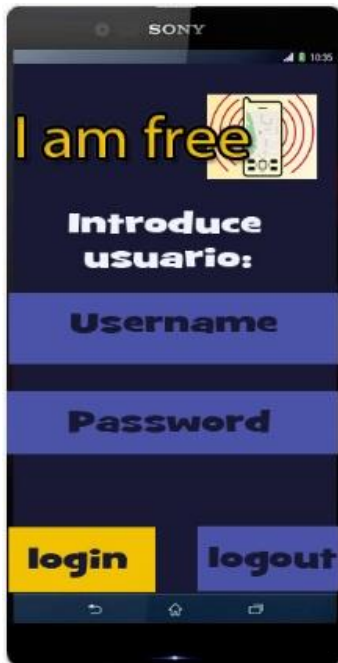 SONY
10:35
I am free
Introduce
usuario:
Username
Password
login
logout